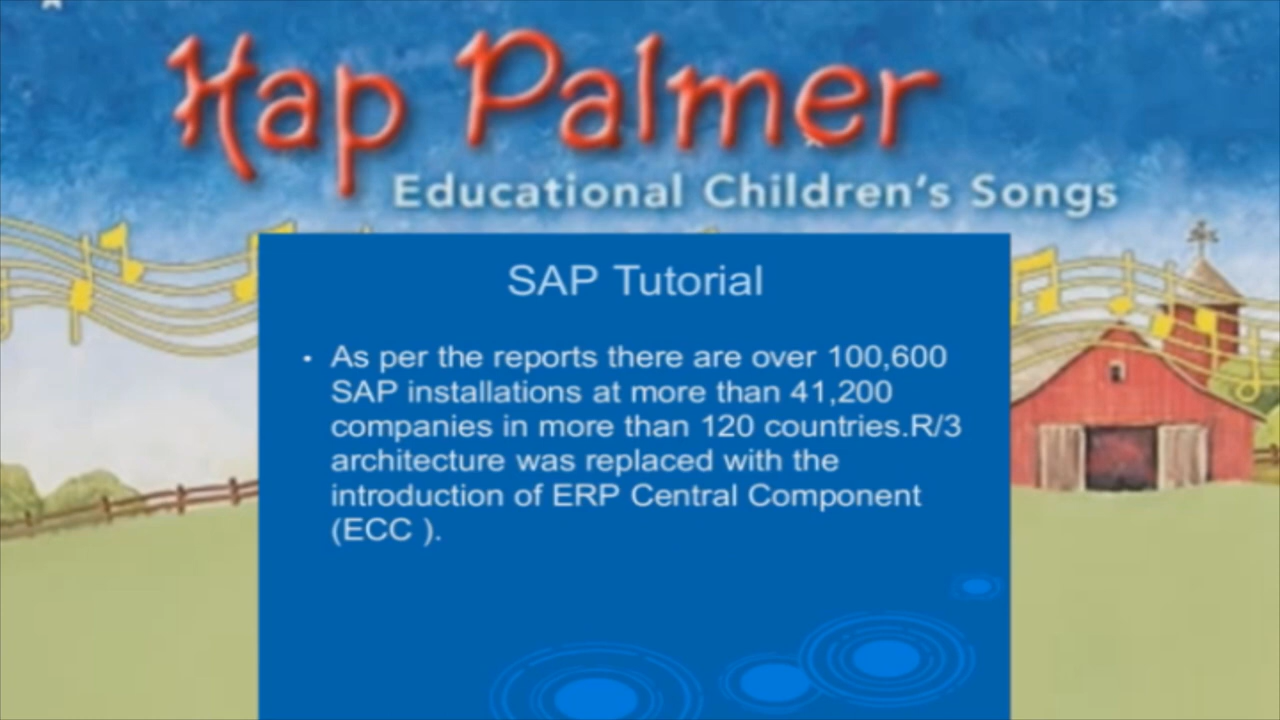 Hap Palmer
Educational Children's Songs
SAP Tutorial
• As per the reports there are over 100,600
SAP installations at more than 41,200
companies in more than 120 countries.R/3
architecture was replaced with the
introduction of ERP Central Component
(ECC ).